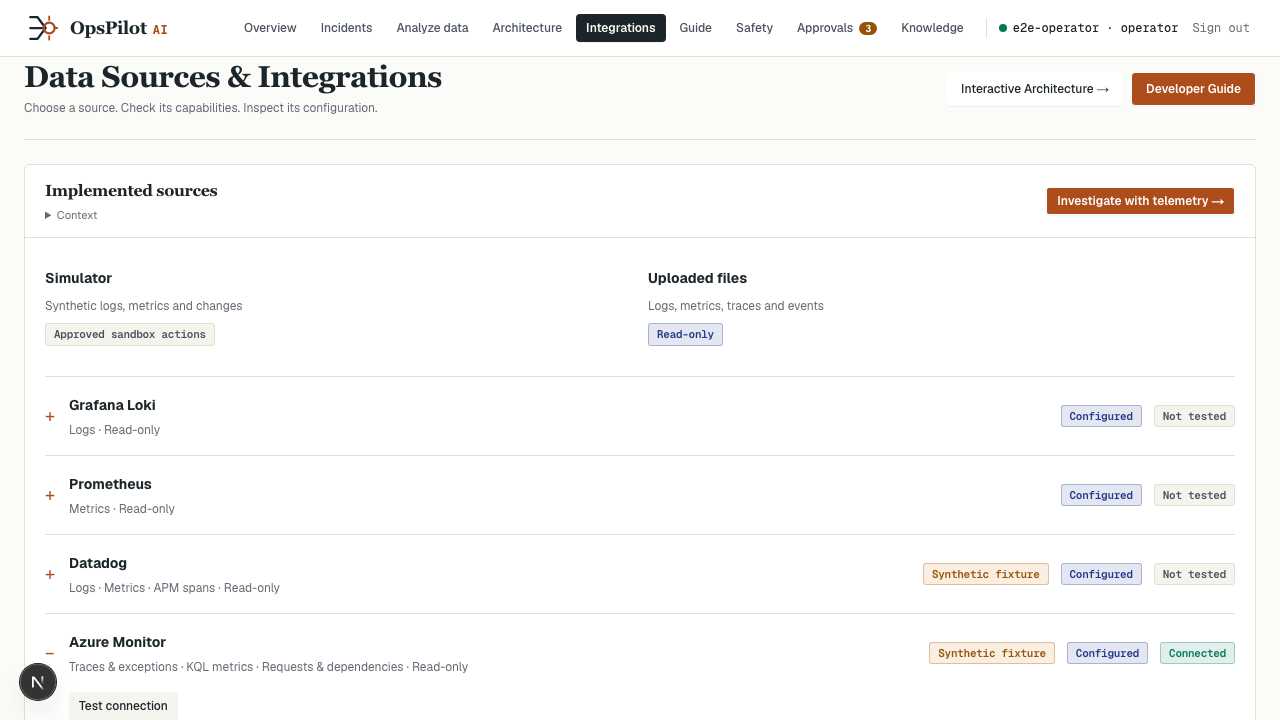 OpsPilot AI
Overview
Incidents
Analyze data
Architecture
Integrations
Guide
Safety
Approvals 3
Knowledge
e2e-operator · operator
Sign out
Data Sources & Integrations
Choose a source. Check its capabilities. Inspect its configuration.
Interactive Architecture →
Developer Guide
Implemented sources
Context
Investigate with telemetry →
Simulator
Synthetic logs, metrics and changes
Approved sandbox actions
Uploaded files
Logs, metrics, traces and events
Read-only
+ Grafana Loki
Logs · Read-only
Configured
Not tested
+ Prometheus
Metrics · Read-only
Configured
Not tested
+ Datadog
Logs · Metrics · APM spans · Read-only
Synthetic fixture
Configured
Not tested
− Azure Monitor
Traces & exceptions · KQL metrics · Requests & dependencies · Read-only
Synthetic fixture
Configured
Connected
N
Test connection